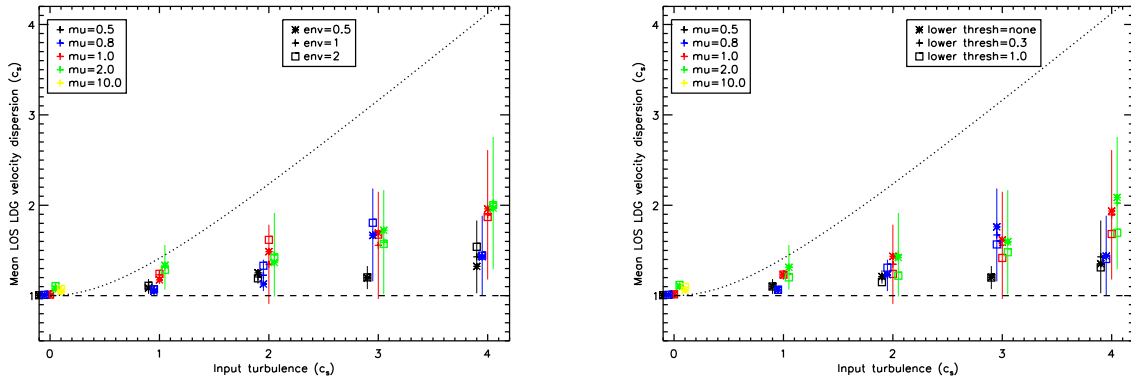 mu=0.5
mu=0.8
mu=1.0
mu=2.0
mu=10.0
env=0.5
env=1
env=2
4
3
2
1
0 1 2 3 4
Mean LOS LDG velocity dispersion (cs)
Input turbulence (cs)
mu=0.5
mu=0.8
mu=1.0
mu=2.0
mu=10.0
lower thresh=none
lower thresh=0.3
lower thresh=1.0
4
3
2
1
0 1 2 3 4
Mean LOS LDG velocity dispersion (cs)
Input turbulence (cs)